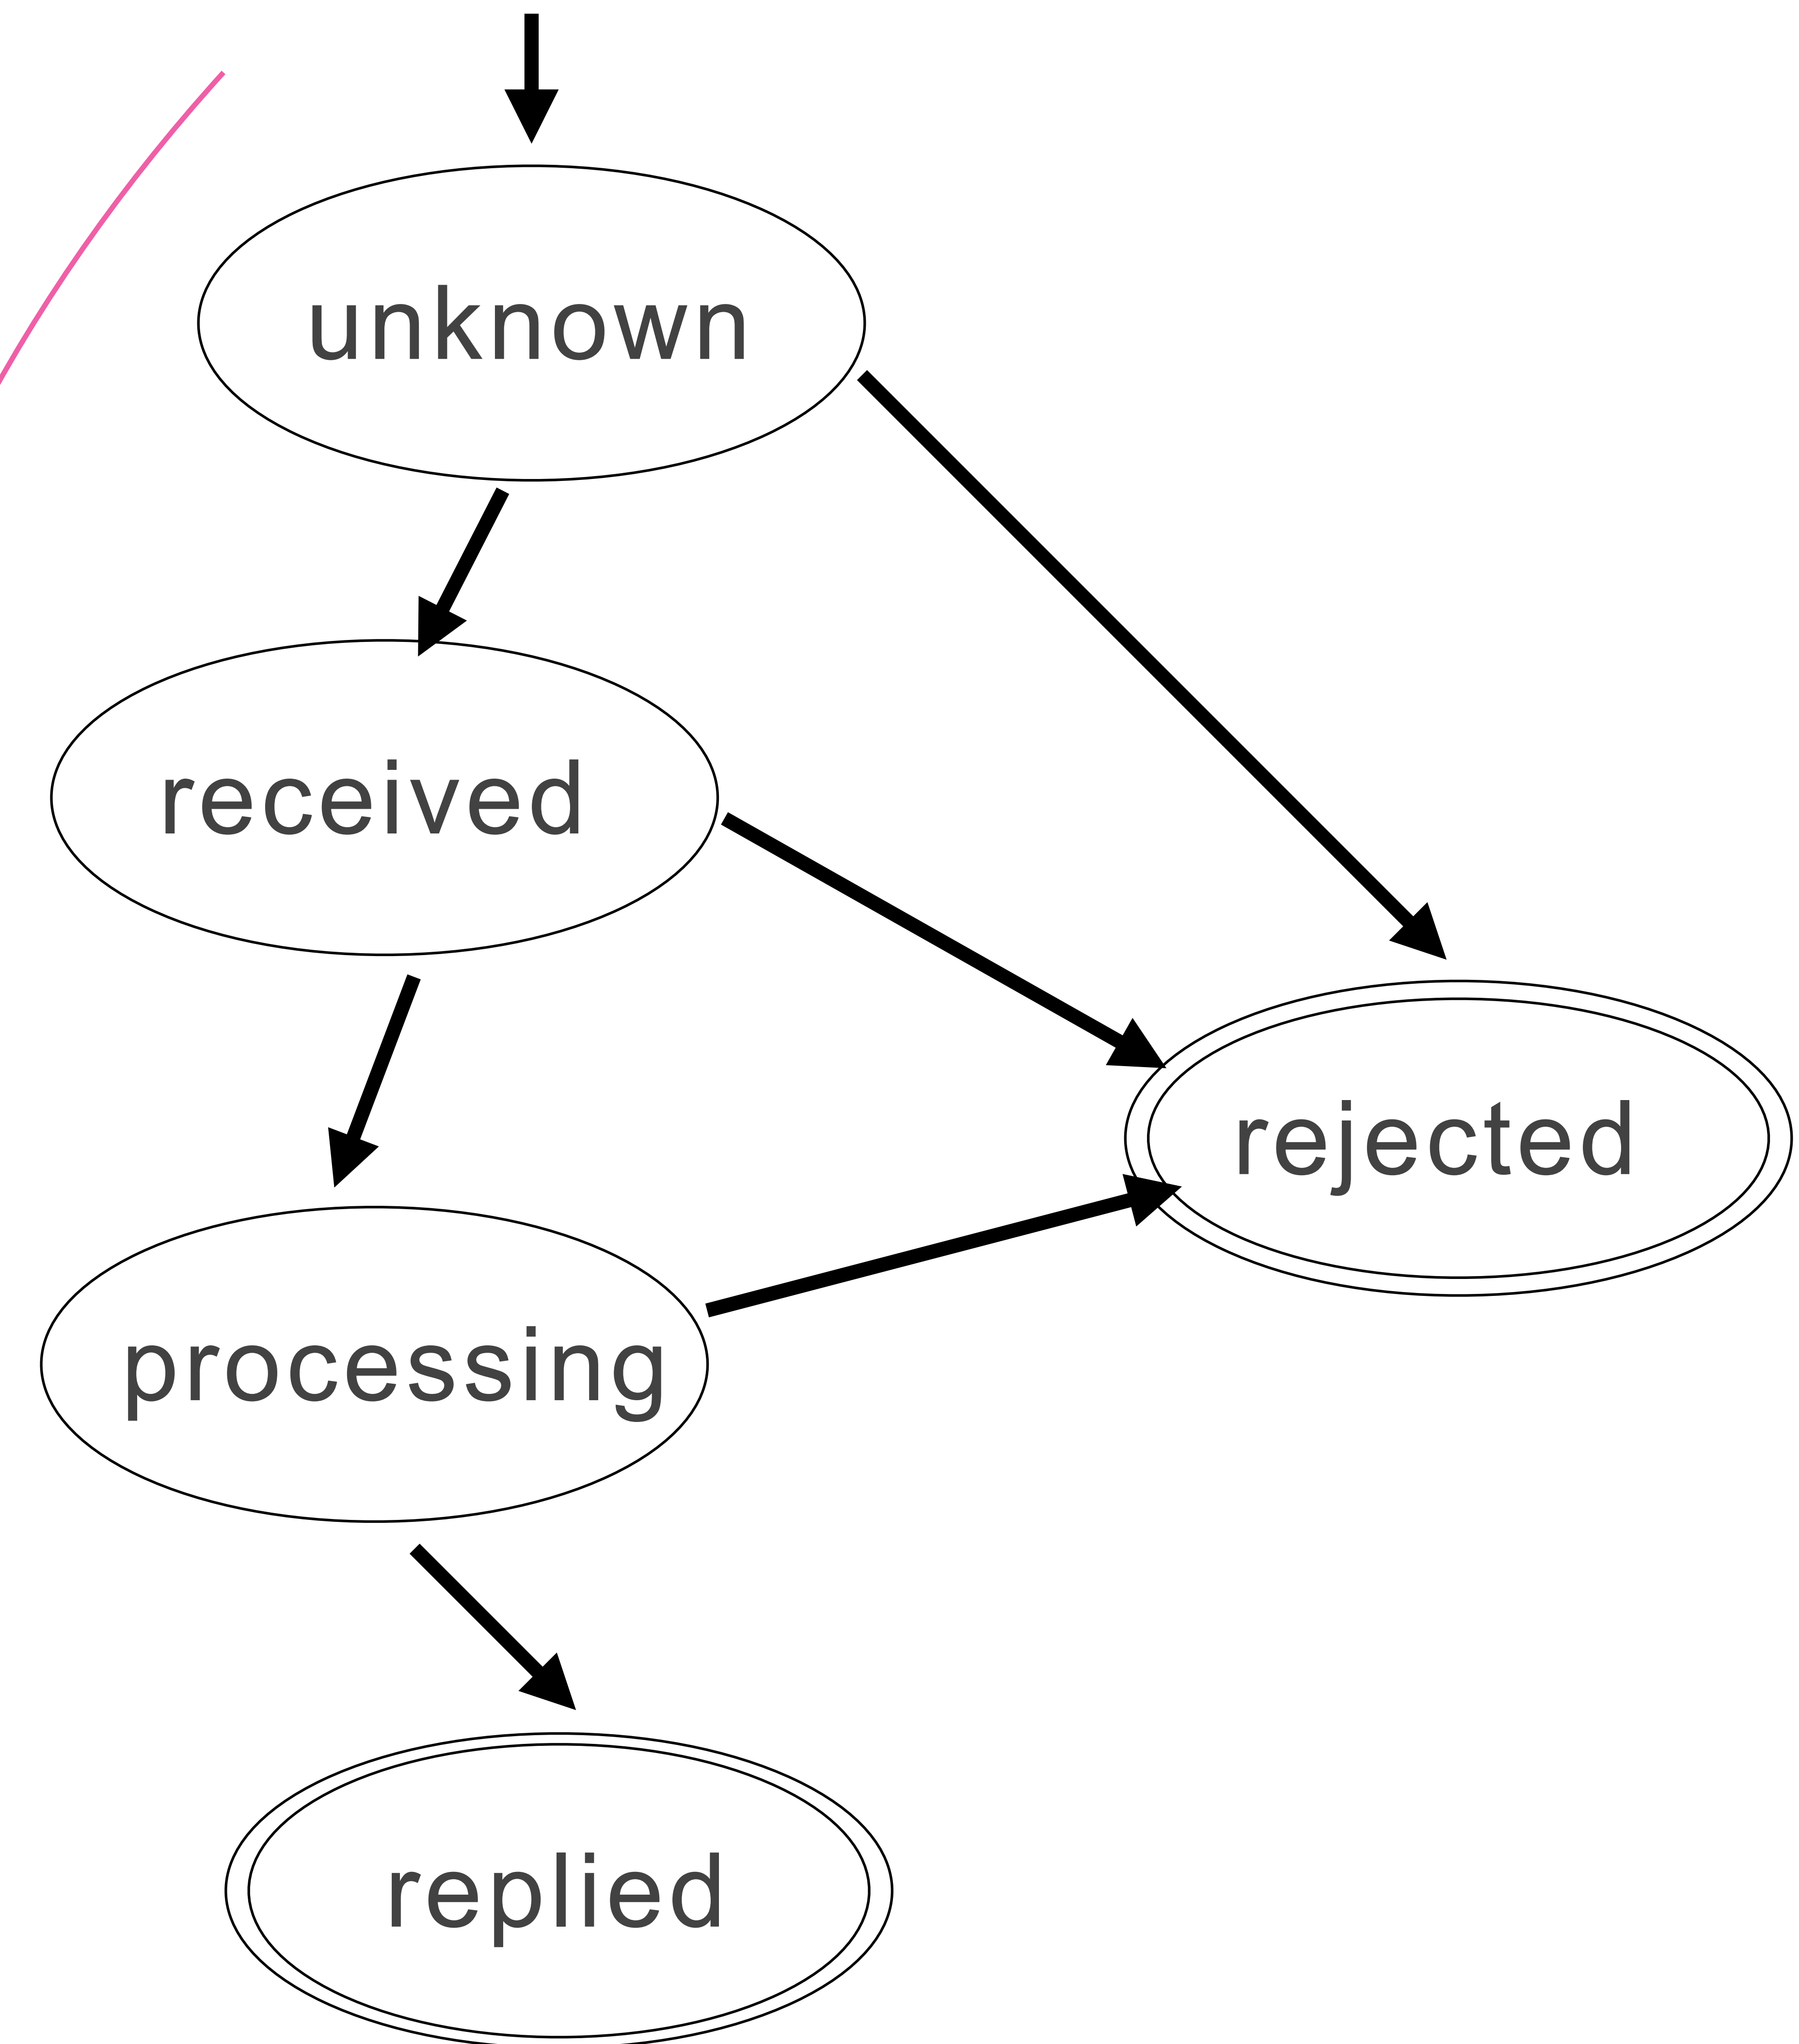 unknown
received
rejected
processing
replied